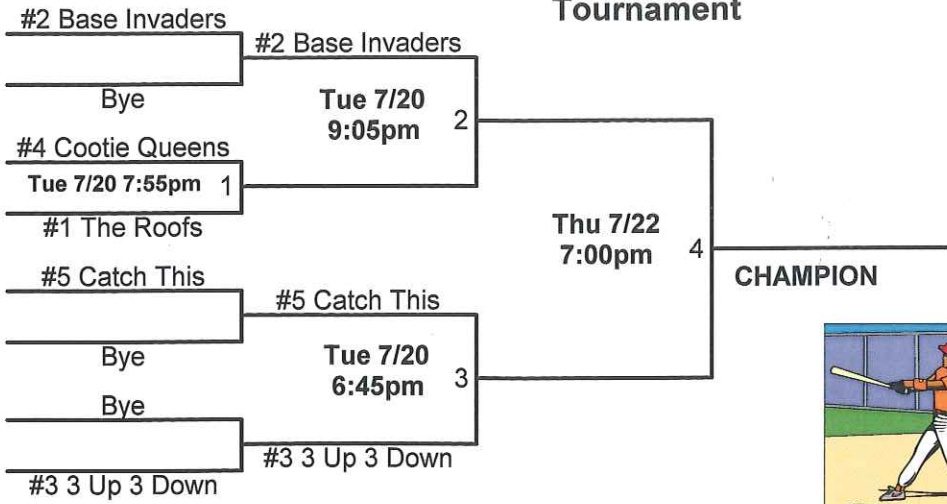 Tournament
#2 Base Invaders
#2 Base Invaders
Bye
Tue 7/20
9:05pm
2
#4 Cootie Queens
Tue 7/20 7:55pm 1
#1 The Roofs
Thu 7/22
7:00pm
4
CHAMPION
#5 Catch This
#5 Catch This
Bye
Tue 7/20
6:45pm
3
Bye
#3 3 Up 3 Down
#3 3 Up 3 Down